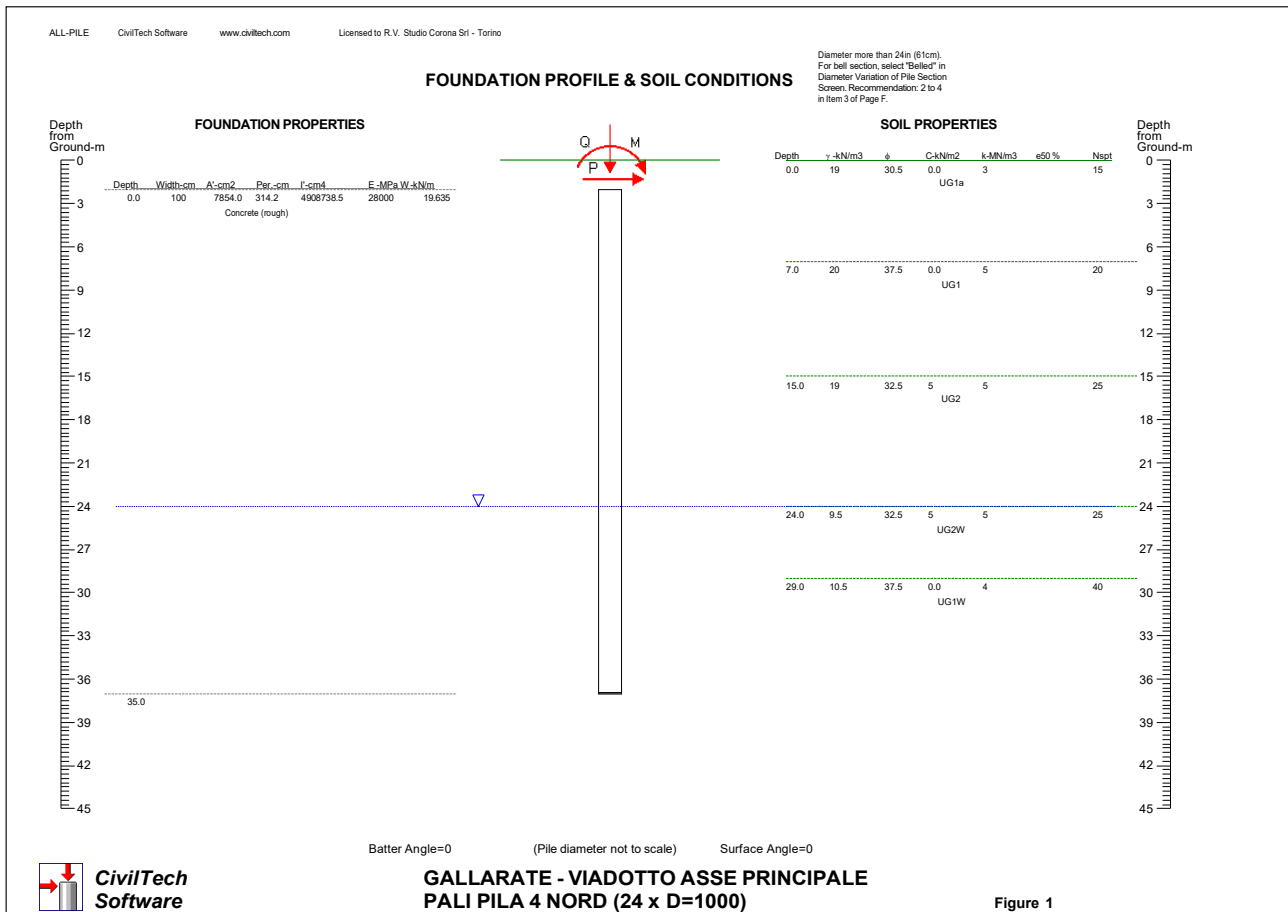 ALL-PILE CivilTech Software www.civiltech.com Licensed to R.V. Studio Corona Srl - Torino
Diameter more than 24in (61cm).
For bell section, select "Belled" in
Diameter Variation of Pile Section
Screen. Recommendation: 2 to 4
in Item 3 of Page F.
FOUNDATION PROFILE & SOIL CONDITIONS
Depth
from
Ground-m
FOUNDATION PROPERTIES
Q M
P
SOIL PROPERTIES
Depth
from
Ground-m
Depth Width-cm A'-cm2 Per.-cm I'-cm4 E -MPa W -kN/m
0.0 100 7854.0 314.2 4908738.5 28000 19.635
Concrete (rough)
35.0
Depth γ -kN/m3 ϕ C-kN/m2 k-MN/m3 e50 % Nspt
0.0 19 30.5 0.0 3 15
UG1a
7.0 20 37.5 0.0 5 20
UG1
15.0 19 32.5 5 5 25
UG2
24.0 9.5 32.5 5 5 25
UG2W
29.0 10.5 37.5 0.0 4 40
UG1W
0 0
3 3
6 6
9 9
12 12
15 15
18 18
21 21
24 24
27 27
30 30
33 33
36 36
39 39
42 42
45 45
Batter Angle=0 (Pile diameter not to scale) Surface Angle=0
CivilTech
Software
GALLARATE - VIADOTTO ASSE PRINCIPALE
PALI PILA 4 NORD (24 x D=1000)
Figure 1